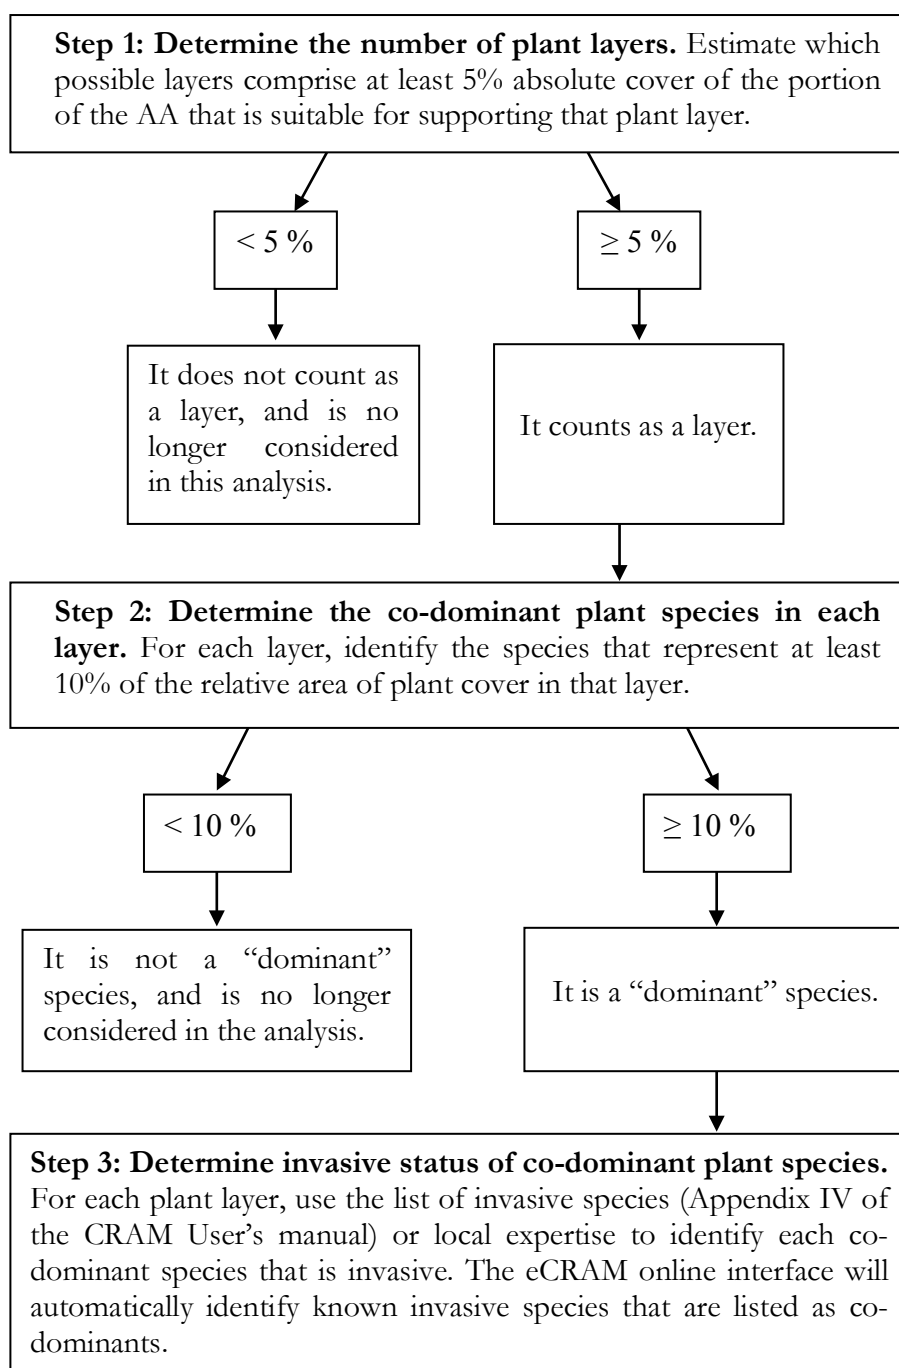 Step 1: Determine the number of plant layers. Estimate which
possible layers comprise at least 5% absolute cover of the portion
of the AA that is suitable for supporting that plant layer.
< 5 %
≥ 5 %
It does not count as
a layer, and is no
longer considered
in this analysis.
It counts as a layer.
Step 2: Determine the co-dominant plant species in each
layer. For each layer, identify the species that represent at least
10% of the relative area of plant cover in that layer.
< 10 %
≥ 10 %
It is not a “dominant”
species, and is no longer
considered in the analysis.
It is a “dominant” species.
Step 3: Determine invasive status of co-dominant plant species.
For each plant layer, use the list of invasive species (Appendix IV of
the CRAM User’s manual) or local expertise to identify each co-
dominant species that is invasive. The eCRAM online interface will
automatically identify known invasive species that are listed as co-
dominants.